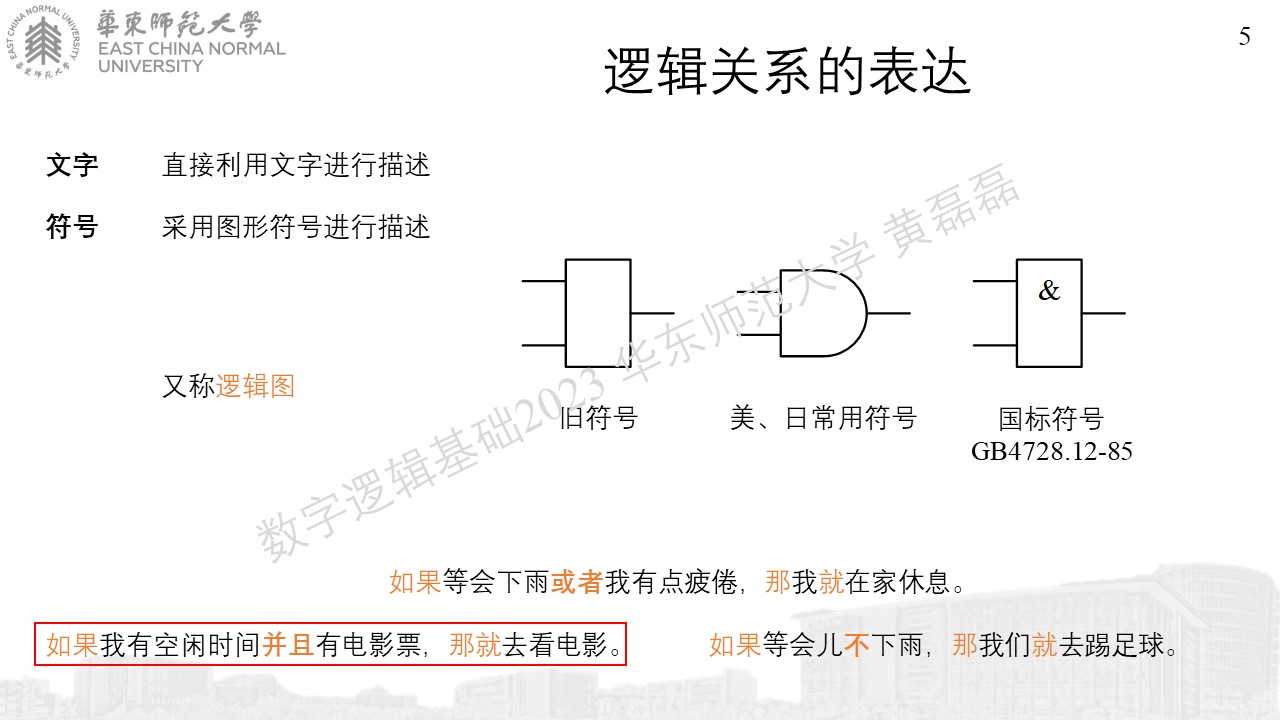 華東師範大學
EAST CHINA NORMAL
UNIVERSITY
EAST CHINA NORMAL UNIVERSITY
華東师范大学
5
逻辑关系的表达
文字 直接利用文字进行描述
符号 采用图形符号进行描述
&
又称逻辑图
旧符号 美、日常用符号 国标符号
GB4728.12-85
数字逻辑基础2023 华东师范大学 黄磊磊
如果等会下雨或者我有点疲倦，那我就在家休息。
如果我有空闲时间并且有电影票，那就去看电影。 如果等会儿不下雨，那我们就去踢足球。